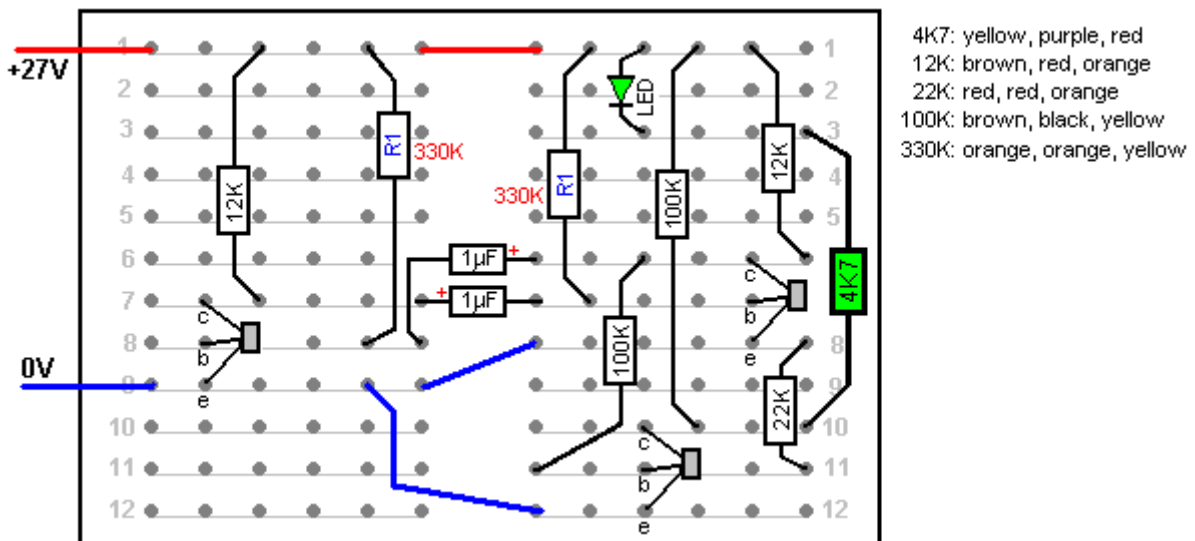 1 1
+27V
2 LED 2
3 3
R1 330K
12K 4 330K R1 100K 12K 4
5 5
6 1µF + 6
7 + 1µF 7
c c
4K7
8 b 100K b 8
e
0V
9 9
e
10 22K 10
c
11 11
b
12 12
e
4K7: yellow, purple, red
12K: brown, red, orange
22K: red, red, orange
100K: brown, black, yellow
330K: orange, orange, yellow